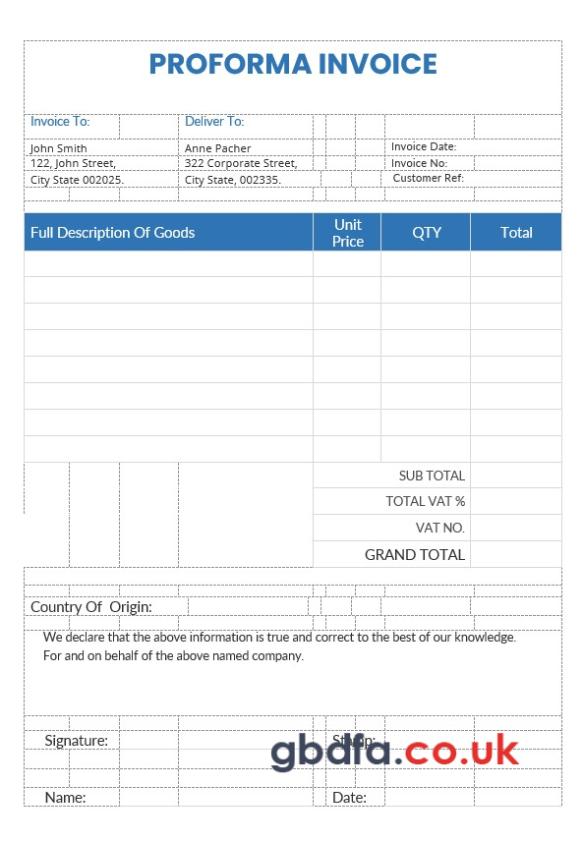 PROFORMA INVOICE
Invoice To: Deliver To:
John Smith Anne Pacher Invoice Date:
122, John Street, 322 Corporate Street, Invoice No:
City State 002025. City State, 002335. Customer Ref:
Full Description Of Goods Unit Price QTY Total
SUB TOTAL
TOTAL VAT %
VAT NO.
GRAND TOTAL
Country Of Origin:
We declare that the above information is true and correct to the best of our knowledge.
For and on behalf of the above named company.
Signature: Stamp:
gbdfa.co.uk
Name: Date: